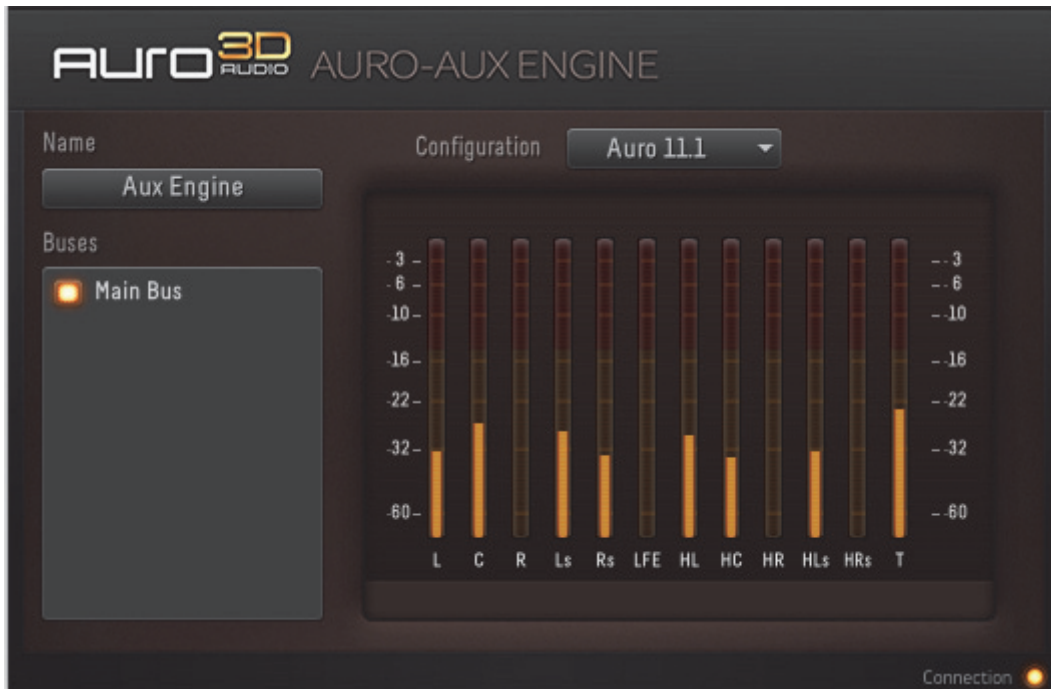 AURO 3D AUDIO AURO-AUX ENGINE
Name
Configuration Auro 11.1
Aux Engine
Buses
Main Bus
-3 - - -3
-6 - - -6
-10 - - -10
-16 - - -16
-22 - - -22
-32 - - -32
-60 - - -60
L C R Ls Rs LFE HL HC HR HLs HRs T
Connection